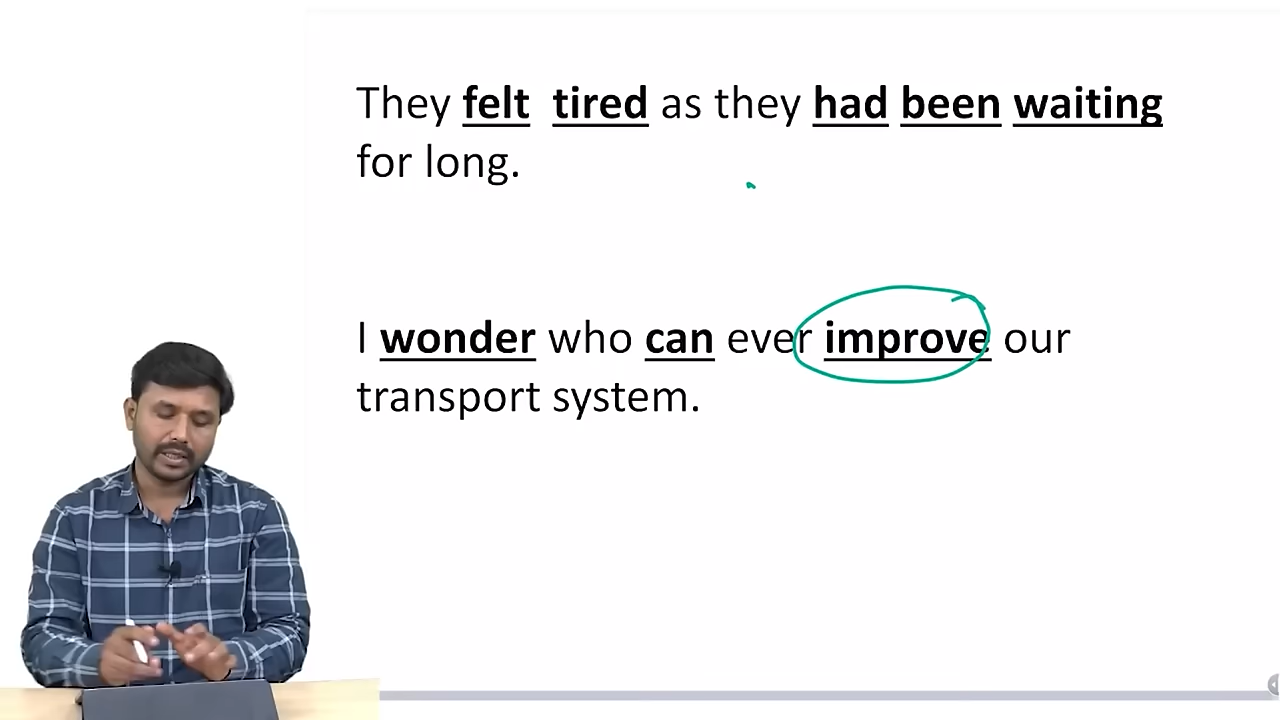 They felt tired as they had been waiting
for long.
I wonder who can ever improve our
transport system.